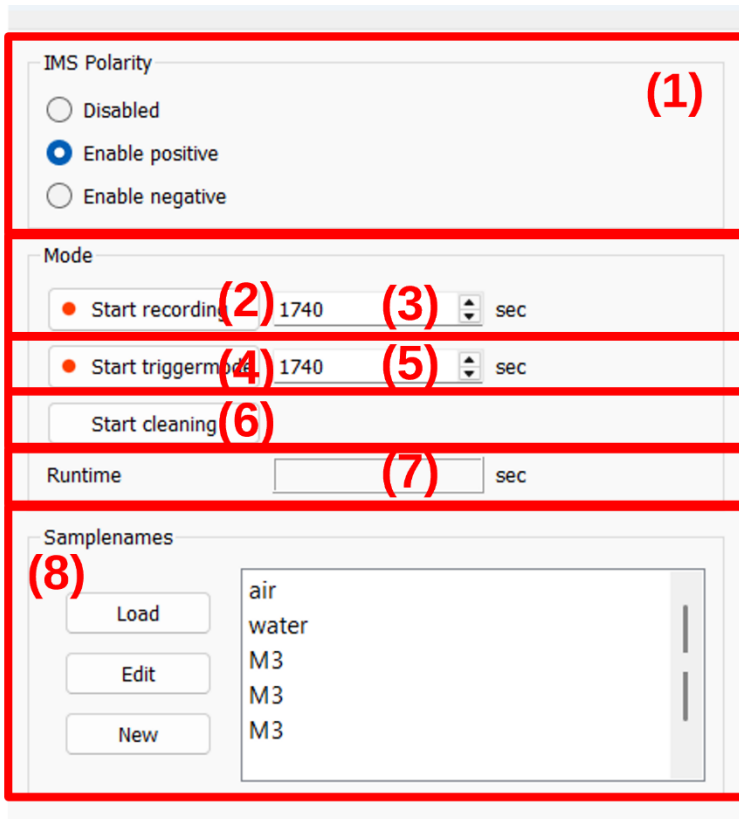 IMS Polarity
(1)
Disabled
Enable positive
Enable negative
Mode
Start recording (2) 1740 (3) sec
Start triggermode (4) 1740 (5) sec
Start cleaning (6)
Runtime (7) sec
Samplenames
(8)
Load
Edit
New
air
water
M3
M3
M3